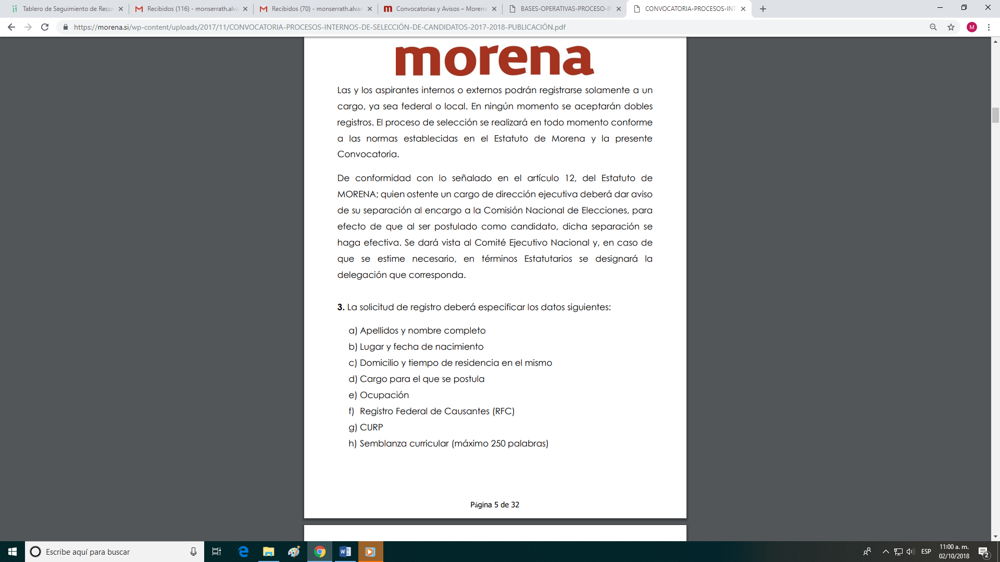 Tablero de Seguimiento de Recur
Recibidos (116) - monserrath.alva
Recibidos (70) - monserrath.alvar
Convocatorias y Avisos – Morena
BASES-OPERATIVAS-PROCESO-IN
CONVOCATORIA-PROCESOS-INT
https://morena.si/wp-content/uploads/2017/11/CONVOCATORIA-PROCESOS-INTERNOS-DE-SELECCIÓN-DE-CANDIDATOS-2017-2018-PUBLICACIÓN.pdf
M
morena
Las y los aspirantes internos o externos podrán registrarse solamente a un
cargo, ya sea federal o local. En ningún momento se aceptarán dobles
registros. El proceso de selección se realizará en todo momento conforme
a las normas establecidas en el Estatuto de Morena y la presente
Convocatoria.
De conformidad con lo señalado en el artículo 12, del Estatuto de
MORENA; quien ostente un cargo de dirección ejecutiva deberá dar aviso
de su separación al encargo a la Comisión Nacional de Elecciones, para
efecto de que al ser postulado como candidato, dicha separación se
haga efectiva. Se dará vista al Comité Ejecutivo Nacional y, en caso de
que se estime necesario, en términos Estatutarios se designará la
delegación que corresponda.
3. La solicitud de registro deberá especificar los datos siguientes:
a) Apellidos y nombre completo
b) Lugar y fecha de nacimiento
c) Domicilio y tiempo de residencia en el mismo
d) Cargo para el que se postula
e) Ocupación
f) Registro Federal de Causantes (RFC)
g) CURP
h) Semblanza curricular (máximo 250 palabras)
Página 5 de 32
Escribe aquí para buscar
ESP
11:00 a. m.
02/10/2018
2